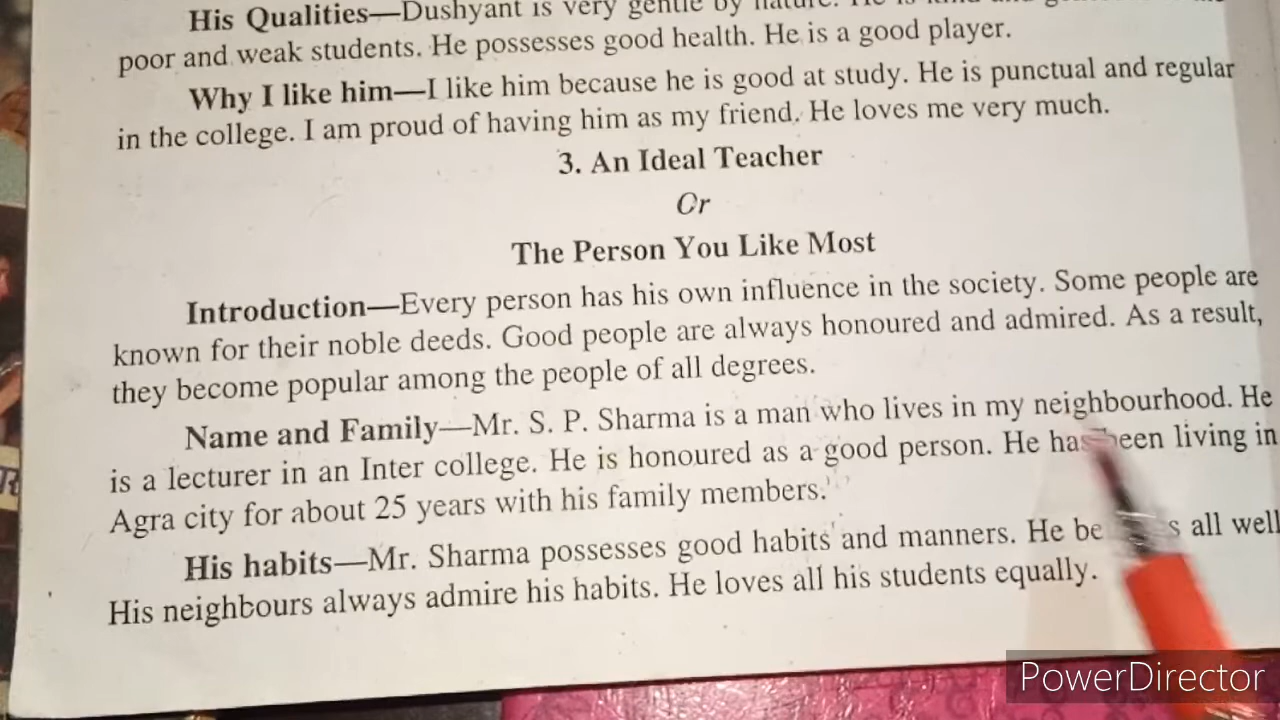 His Qualities—Dushyant is very gentle by nature. He is kind and
poor and weak students. He possesses good health. He is a good player.
Why I like him—I like him because he is good at study. He is punctual and regular
in the college. I am proud of having him as my friend. He loves me very much.
3. An Ideal Teacher
Or
The Person You Like Most
Introduction—Every person has his own influence in the society. Some people are
known for their noble deeds. Good people are always honoured and admired. As a result,
they become popular among the people of all degrees.
Name and Family—Mr. S. P. Sharma is a man who lives in my neighbourhood. He
is a lecturer in an Inter college. He is honoured as a good person. He has been living in
Agra city for about 25 years with his family members.
His habits—Mr. Sharma possesses good habits and manners. He all well
His neighbours always admire his habits. He loves all his students equally.
PowerDirector